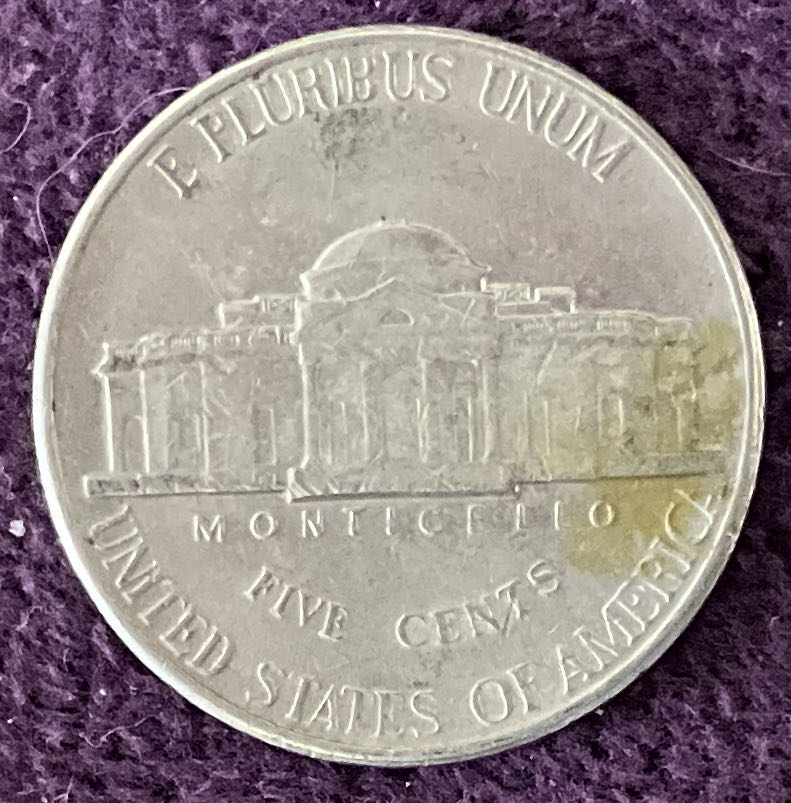 E PLURIBUS UNUM
MONTICELLO
FIVE CENTS
UNITED STATES OF AMERICA